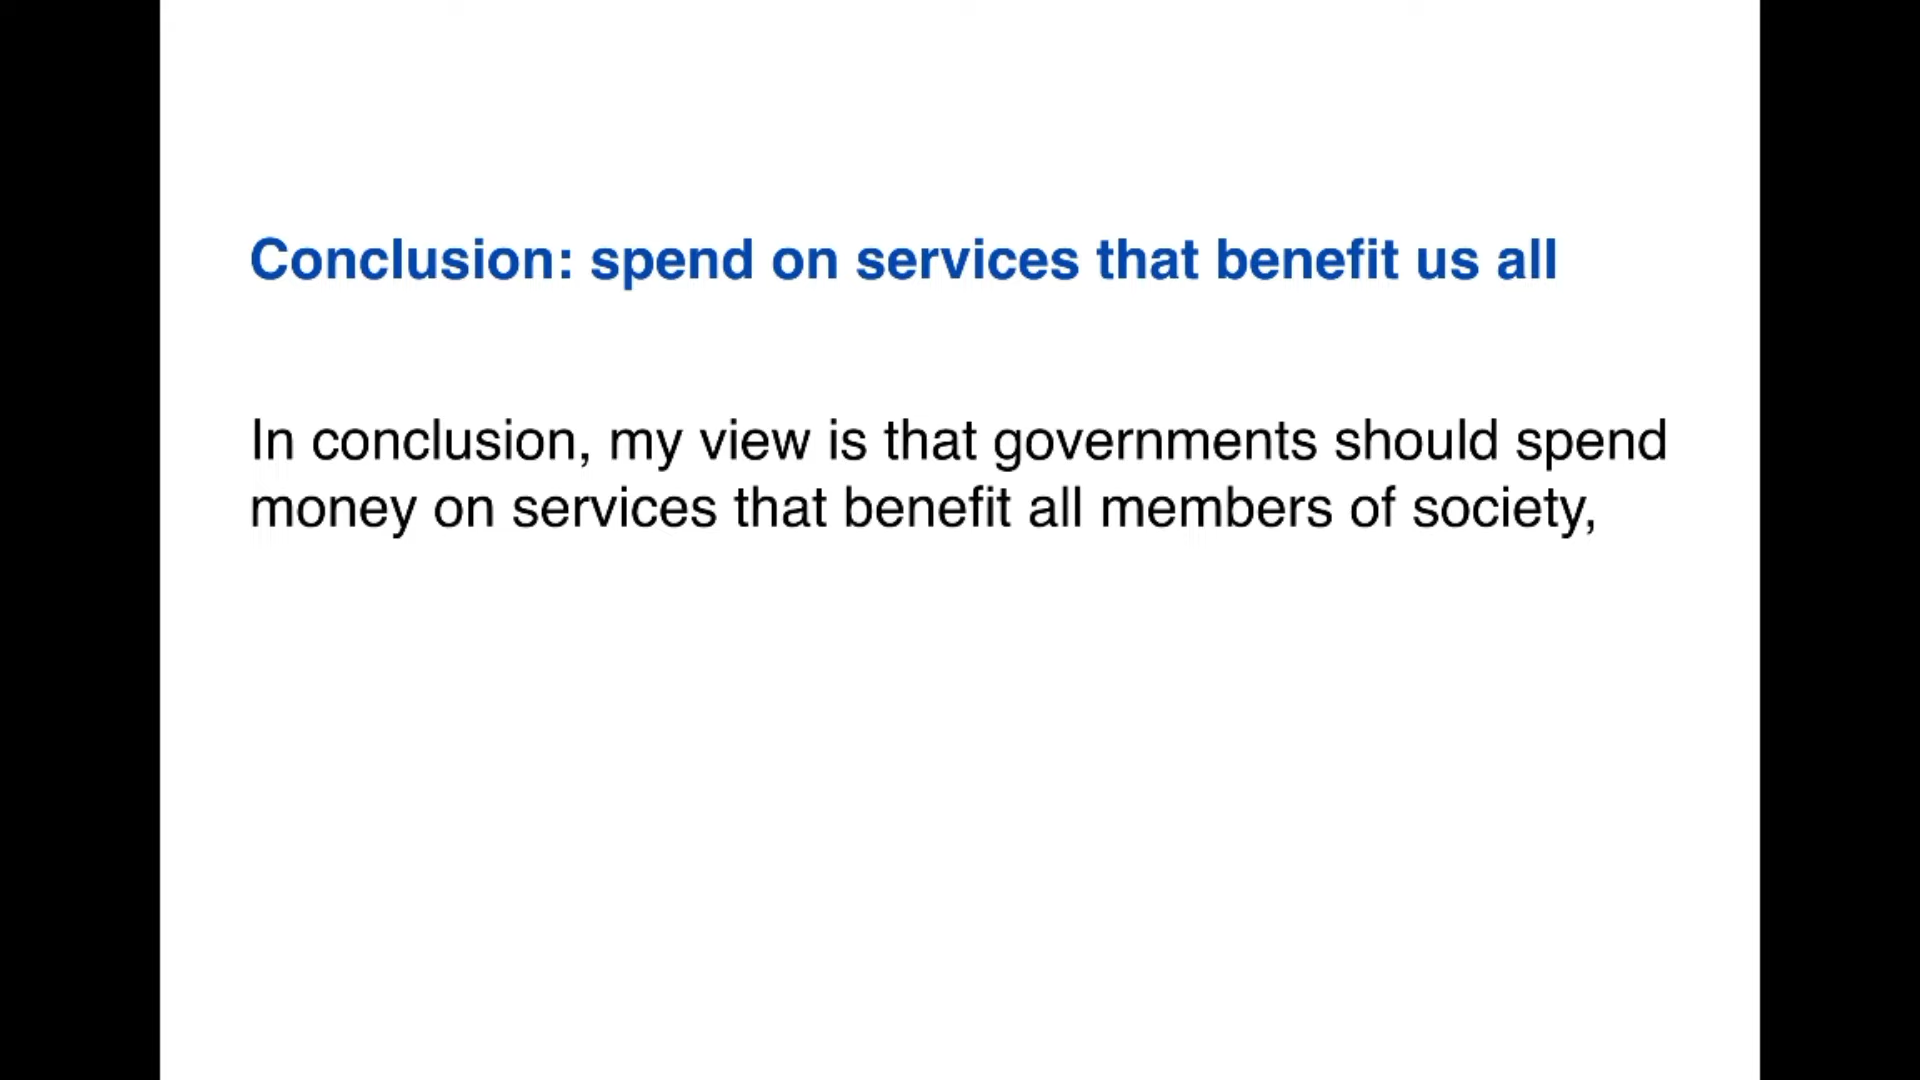 Conclusion: spend on services that benefit us all
In conclusion, my view is that governments should spend
money on services that benefit all members of society,